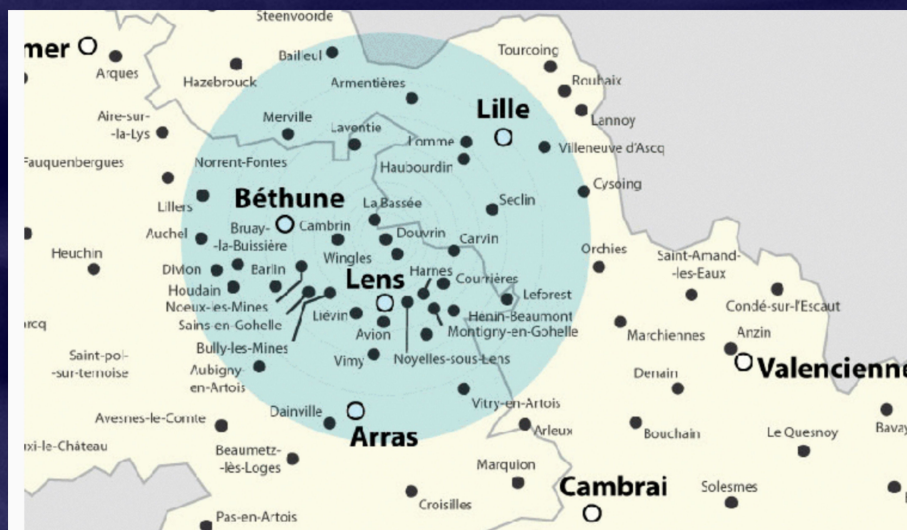 Steenvoorde
mer
Arques
Bailleul
Tourcoing
Hazebrouck
Armentières
Roubaix
Aire-sur-
-la-Lys
Merville
Lille
Lannoy
Laventie
Lomme
Villeneuve d'Ascq
Fauquenbergues
Norrent-Fontes
Haubourdin
Cysoing
Lillers
Béthune
La Bassée
Seclin
Auchel
Bruay-
-la-Buissière
Cambrin
Douvrin
Carvin
Orchies
Heuchin
Wingles
Saint-Amand
-les-Eaux
Divion
Barlin
Lens
Harnes
Courrières
Houdain
Leforest
Condé-sur-l'Escaut
Noeux-les-Mines
Liévin
Henin-Beaumont
Sains-en-Gohelle
Avion
Montigny-en-Gohelle
Marchiennes
Anzin
Bully-les-Mines
Saint-pol
-sur-ternoise
Aubigny-
en-Artois
Vimy
Noyelles-sous-Lens
Valencienne
Denain
Avesnes-le-Comte
Dainville
Vitry-en-Artois
Arras
Arleux
Bouchain
Le Quesnoy
Bavay
xi-le-Château
Beaumetz-
-lès-Loges
Marquion
Cambrai
Solesmes
Croisilles
Pas-en-Artois